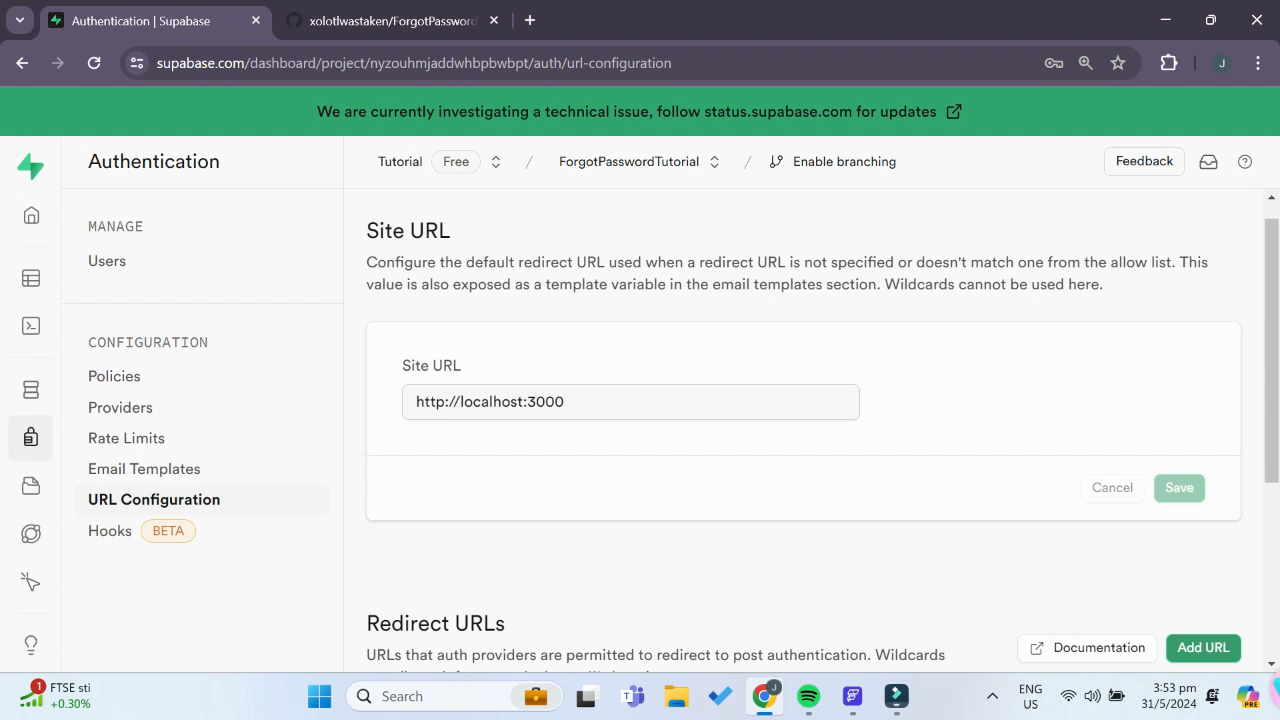 Authentication | Supabase
xolotlwastaken/ForgotPassword
supabase.com/dashboard/project/nyzouhmjaddwhbpbwbpt/auth/url-configuration
J
We are currently investigating a technical issue, follow status.supabase.com for updates
Authentication
Tutorial Free / ForgotPasswordTutorial / Enable branching
Feedback
MANAGE
Users
CONFIGURATION
Policies
Providers
Rate Limits
Email Templates
URL Configuration
Hooks BETA
Site URL
Configure the default redirect URL used when a redirect URL is not specified or doesn't match one from the allow list. This
value is also exposed as a template variable in the email templates section. Wildcards cannot be used here.
Site URL
http://localhost:3000
Cancel Save
Redirect URLs
URLs that auth providers are permitted to redirect to post authentication. Wildcards
Documentation
Add URL
1
FTSE sti
+0.30%
Search
J
ENG
US
3:53 pm
31/5/2024
PRE